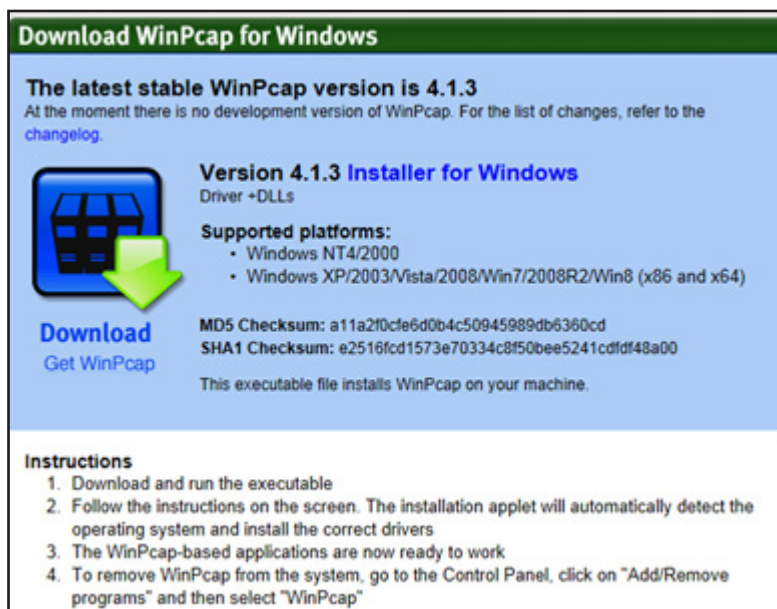 Download WinPcap for Windows
The latest stable WinPcap version is 4.1.3
At the moment there is no development version of WinPcap. For the list of changes, refer to the
changelog.
Version 4.1.3 Installer for Windows
Driver +DLLs
Supported platforms:
• Windows NT4/2000
• Windows XP/2003/Vista/2008/Win7/2008R2/Win8 (x86 and x64)
Download
Get WinPcap
MD5 Checksum: a11a2f0cfe6d0b4c50945989db6360cd
SHA1 Checksum: e2516fcd1573e70334c8f50bee5241cdfdf48a00
This executable file installs WinPcap on your machine.
Instructions
1. Download and run the executable
2. Follow the instructions on the screen. The installation applet will automatically detect the
operating system and install the correct drivers
3. The WinPcap-based applications are now ready to work
4. To remove WinPcap from the system, go to the Control Panel, click on "Add/Remove
programs" and then select "WinPcap"